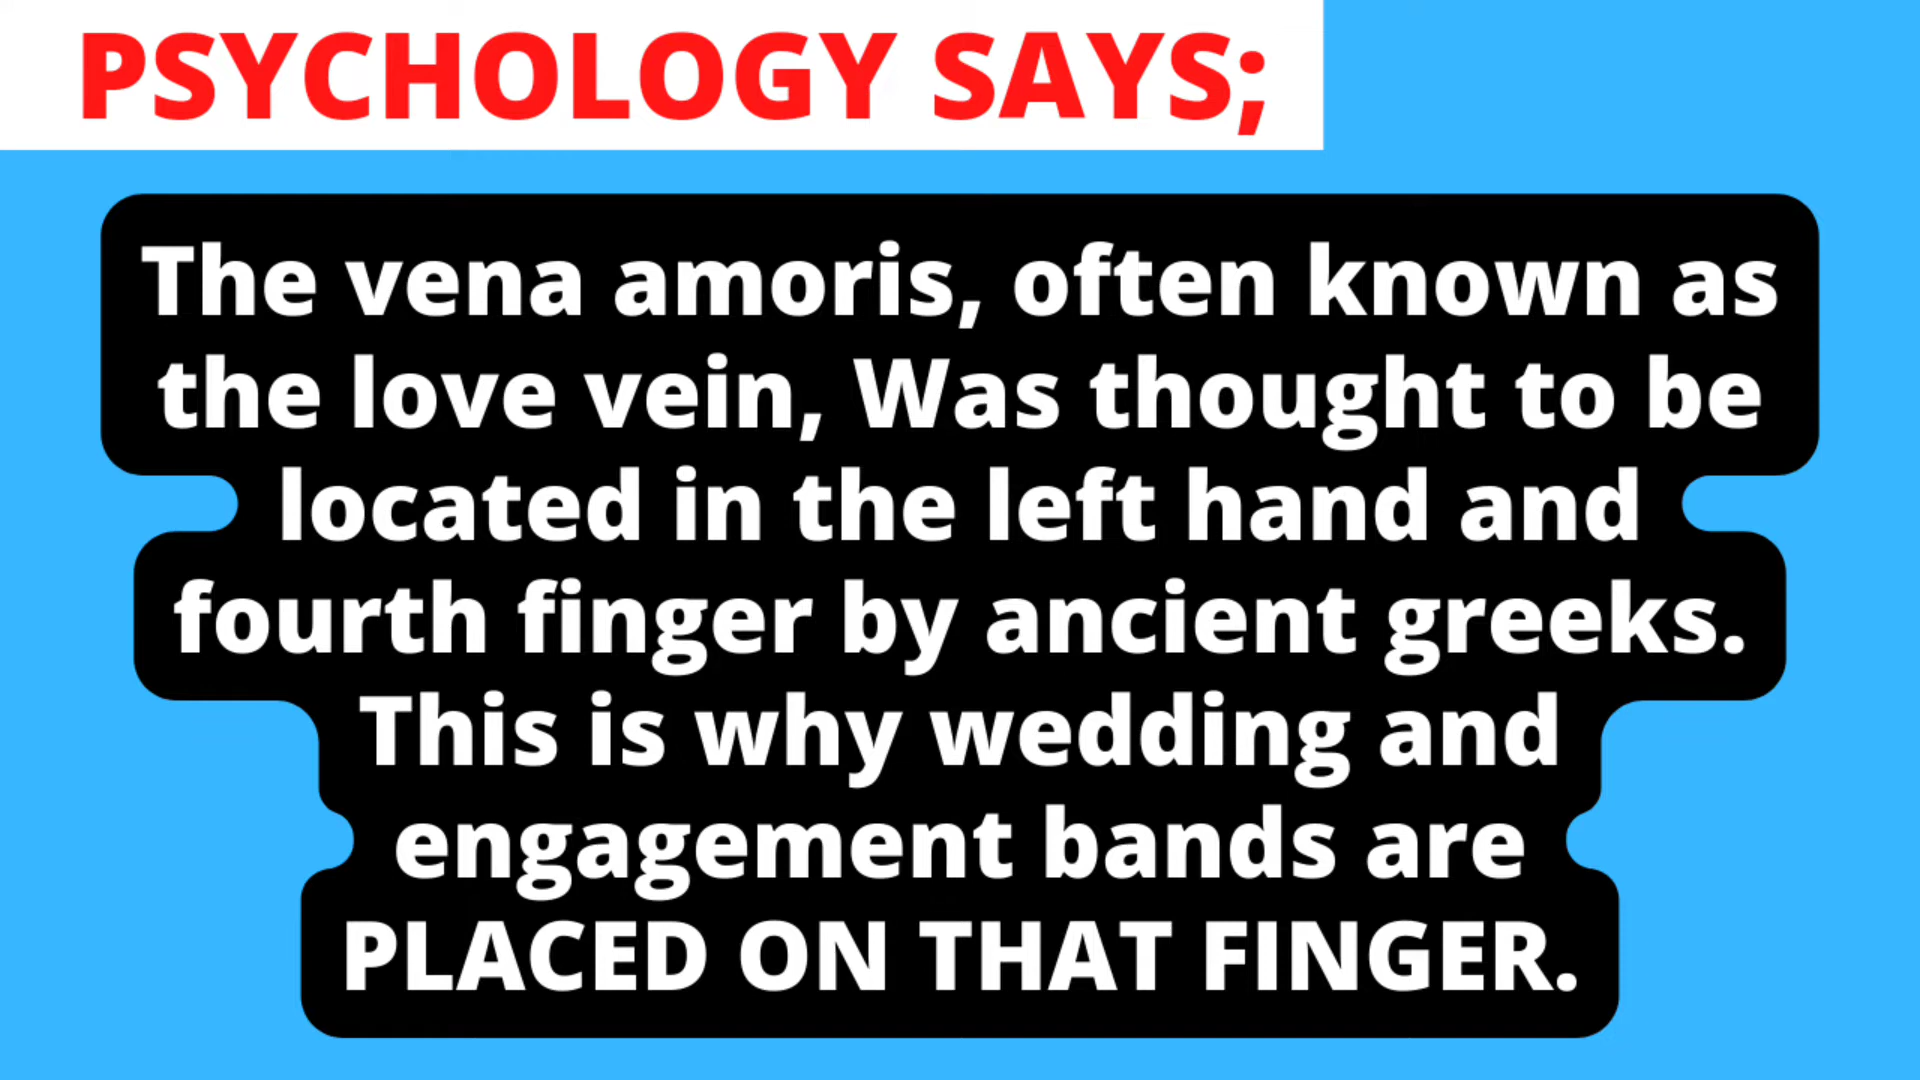 PSYCHOLOGY SAYS;
The vena amoris, often known as
the love vein, Was thought to be
located in the left hand and
fourth finger by ancient greeks.
This is why wedding and
engagement bands are
PLACED ON THAT FINGER.